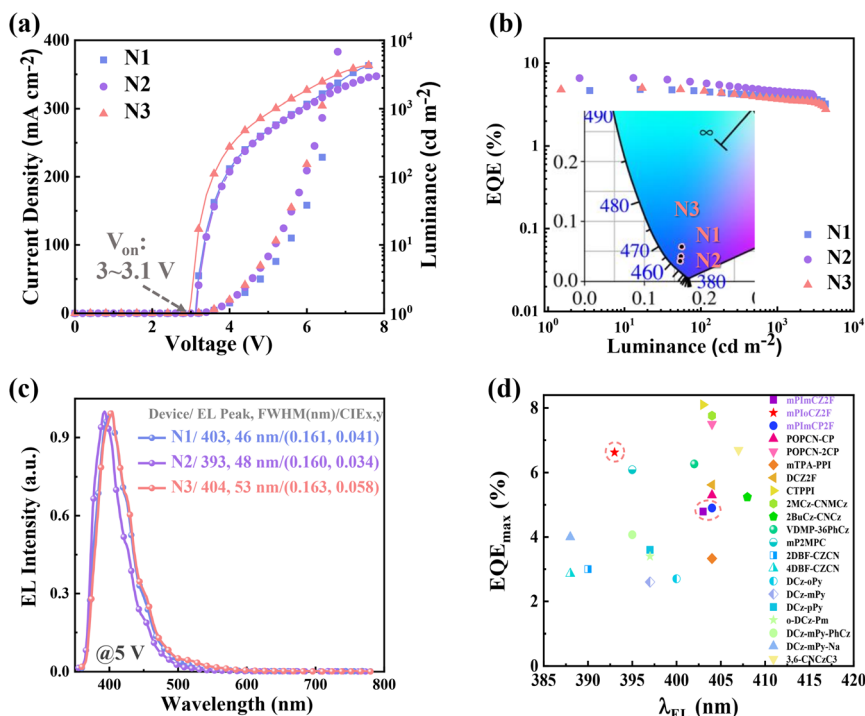 (a)
400
350
300
250
200
150
100
50
0
Current Density (mA cm-2)
N1
N2
N3
Von:
3~3.1 V
0
2
4
6
8
Voltage (V)
10^4
10^3
10^2
10^1
10^0
Luminance (cd m-2)
(b)
10
1
0.1
0.01
EQE (%)
490
0.2
480
0.1
470
460
0.0
380
∞
N3
N1
N2
0.0
0.1
0.2
N1
N2
N3
10^0
10^1
10^2
10^3
10^4
Luminance (cd m-2)
(c)
0.9
0.6
0.3
0.0
EL Intensity (a.u.)
Device/ EL Peak, FWHM(nm)/CIEx,y
N1/ 403, 46 nm/(0.161, 0.041)
N2/ 393, 48 nm/(0.160, 0.034)
N3/ 404, 53 nm/(0.163, 0.058)
@5 V
400
500
600
700
800
Wavelength (nm)
(d)
8
6
4
2
0
EQEmax (%)
mPImCZ2F
mPIoCZ2F
mPImCP2F
POPCN-CP
POPCN-2CP
mTPA-PPI
DCZ2F
CTPPI
2MCz-CNMCz
2BuCz-CNCz
VDMP-36PhCz
mP2MPC
2DBF-CZCN
4DBF-CZCN
DCz-oPy
DCz-mPy
DCz-pPy
o-DCz-Pm
DCz-mPy-PhCz
DCz-mPy-Na
3,6-CNCzC3
385
390
395
400
405
410
415
420
λEL (nm)